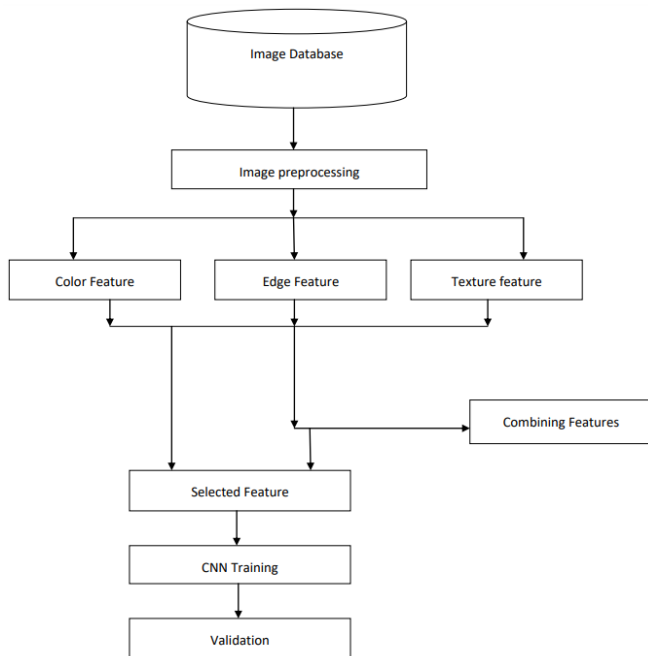 Image Database
Image preprocessing
Color Feature
Edge Feature
Texture feature
Combining Features
Selected Feature
CNN Training
Validation